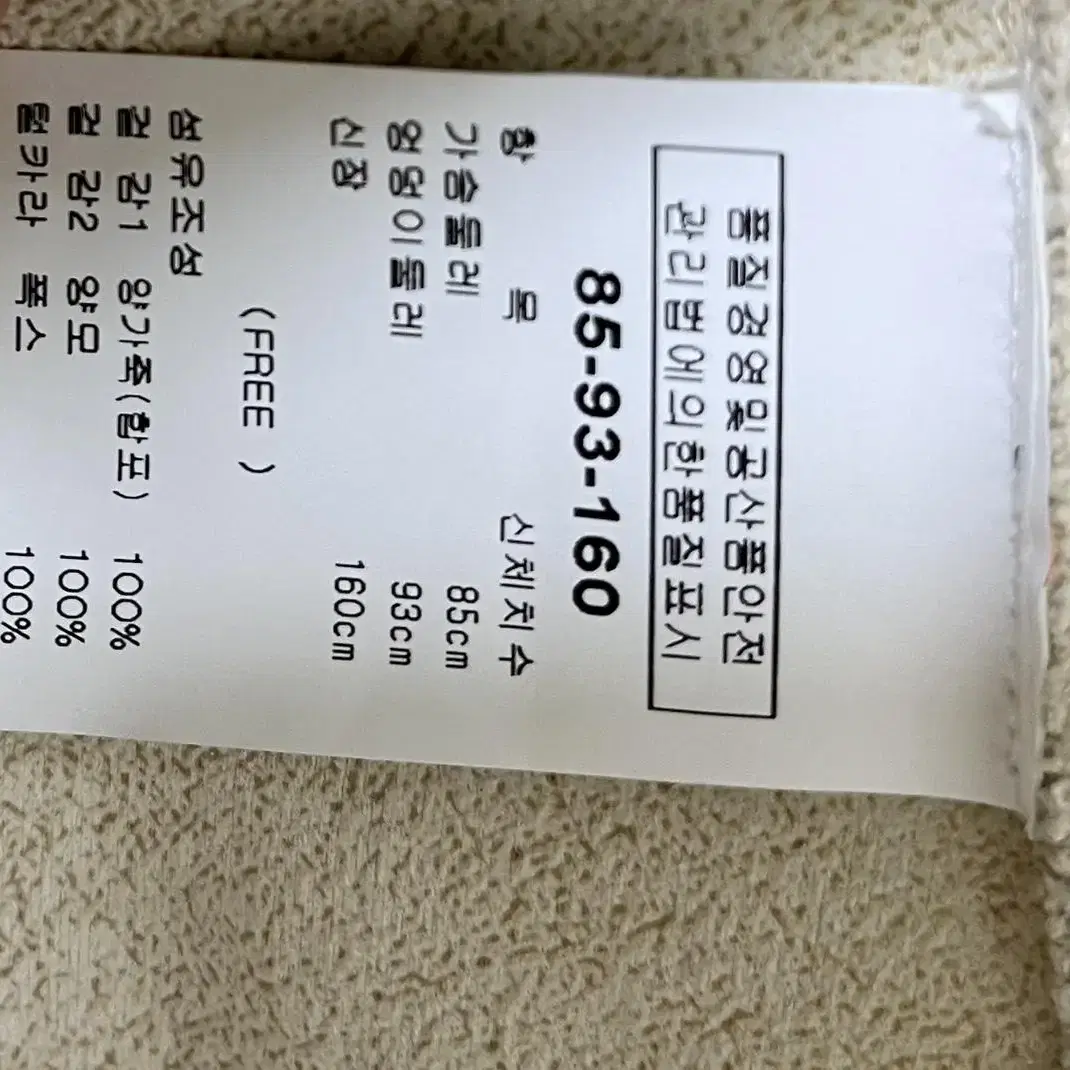 품질경영및공산품안전
관리법에의한품질표시
85-93-160
항 목 신체치수
가슴둘레 85cm
엉덩이둘레 93cm
신장 160cm
(FREE )
섬유조성
겉 감1 양가죽(합포) 100%
겉 감2 양모 100%
털카라 폭스 100%